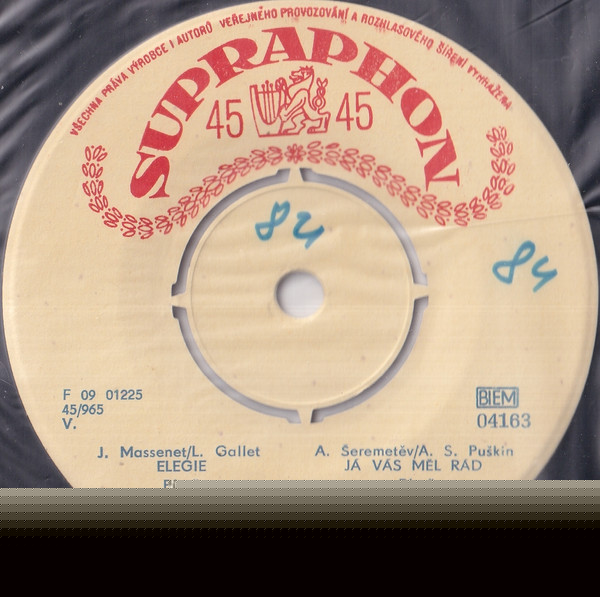 VŠECHNA PRÁVA VÝROBCE I AUTORŮ VEŘEJNÉHO PROVOZOVÁNÍ A ROZHLASOVÉHO ŠÍŘENÍ VYHRAŽENA
SUPRAPHON
45 45
84
84
F 09 01225
45/965
V.
BIEM
04163
J. Massenet/L. Gallet
ELEGIE
A. Šeremetěv/A. S. Puškin
JÁ VÁS MĚL RÁD